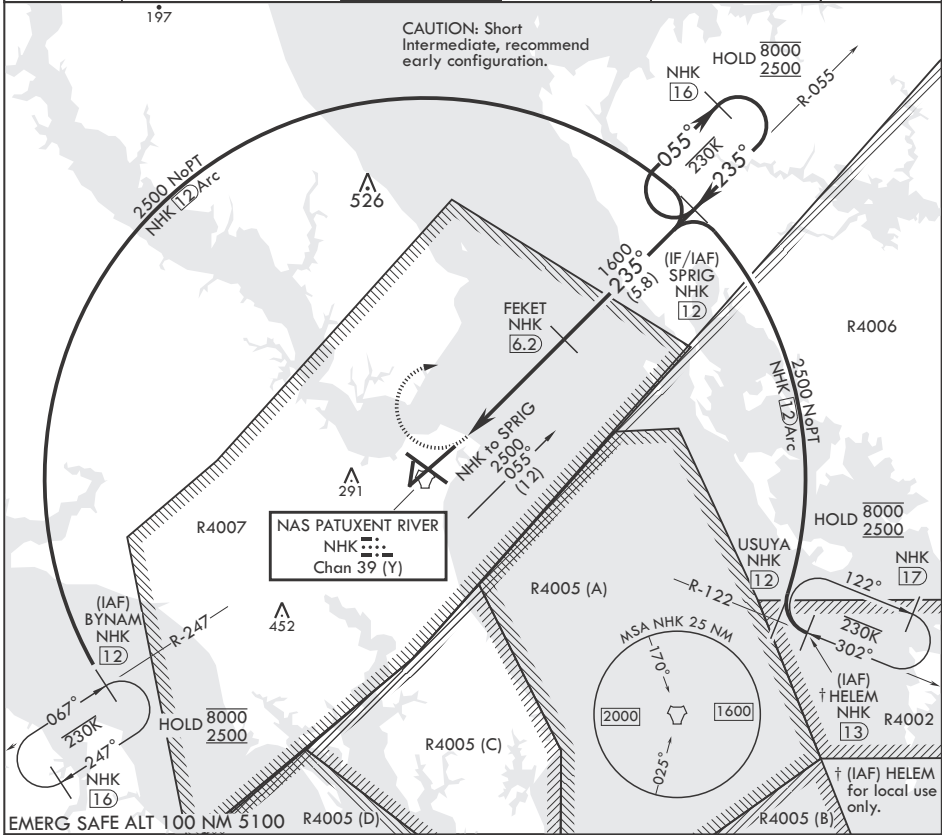 197
CAUTION: Short
Intermediate, recommend
early configuration.
HOLD 8000
2500
NHK
16
R-055
055°
230K
235°
2500 NoPT
NHK 12 Arc
526
1600
235°
(5.8)
(IF/IAF)
SPRIG
NHK
12
FEKET
NHK
6.2
R4006
2500 NoPT
NHK 12 Arc
NHK to SPRIG
2500
055°
(12)
291
R4007
NAS PATUXENT RIVER
NHK
Chan 39 (Y)
HOLD 8000
2500
USUYA
NHK
12
NHK
17
122°
R-122
230K
302°
R4005 (A)
(IAF)
BYNAM
NHK
12
R-247
452
MSA NHK 25 NM
170°
2000
1600
025°
(IAF)
† HELEM
NHK
13
R4002
067°
230K
247°
HOLD 8000
2500
NHK
16
R4005 (C)
† (IAF) HELEM
for local use
only.
EMERG SAFE ALT 100 NM 5100
R4005 (D)
R4005 (B)